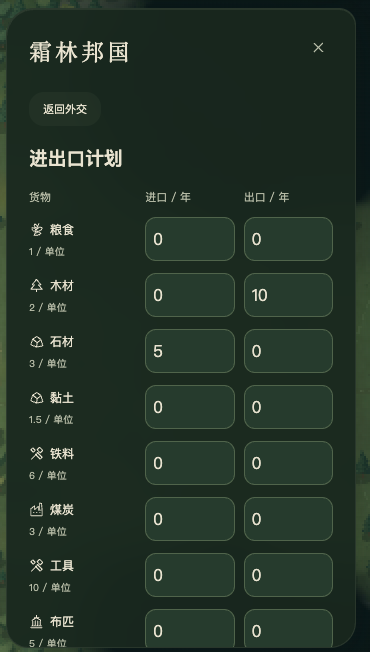 霜林邦国
返回外交
进出口计划
货物 进口 / 年 出口 / 年
粮食 0 0
1 / 单位
木材 0 10
2 / 单位
石材 5 0
3 / 单位
黏土 0 0
1.5 / 单位
铁料 0 0
6 / 单位
煤炭 0 0
3 / 单位
工具 0 0
10 / 单位
布匹 0 0
5 / 单位